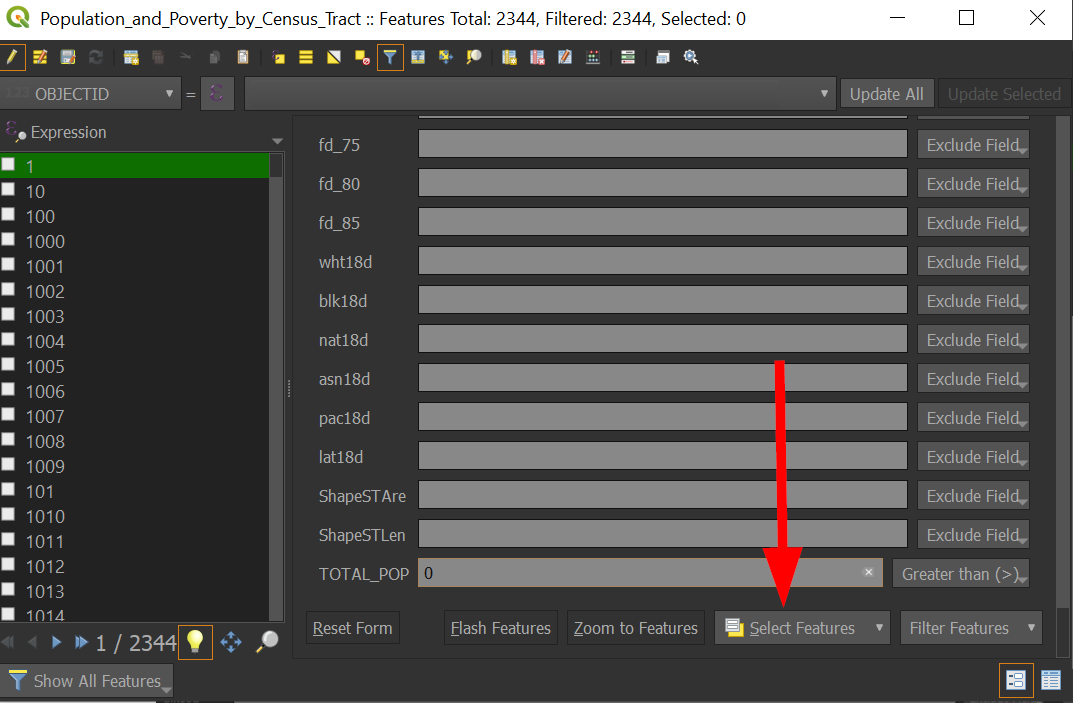 Population_and_Poverty_by_Census_Tract :: Features Total: 2344, Filtered: 2344, Selected: 0
123 OBJECTID = ε Update All Update Selected
ε Expression
fd_75 Exclude Field
1
fd_80 Exclude Field
10
100
fd_85 Exclude Field
1000
wht18d Exclude Field
1001
1002
blk18d Exclude Field
1003
nat18d Exclude Field
1004
1005
asn18d Exclude Field
1006
1007
pac18d Exclude Field
1008
lat18d Exclude Field
1009
101
ShapeSTAre Exclude Field
1010
ShapeSTLen Exclude Field
1011
1012
TOTAL_POP 0 Greater than (>)
1013
1014
Reset Form Flash Features Zoom to Features Select Features Filter Features
1 / 2344
Show All Features